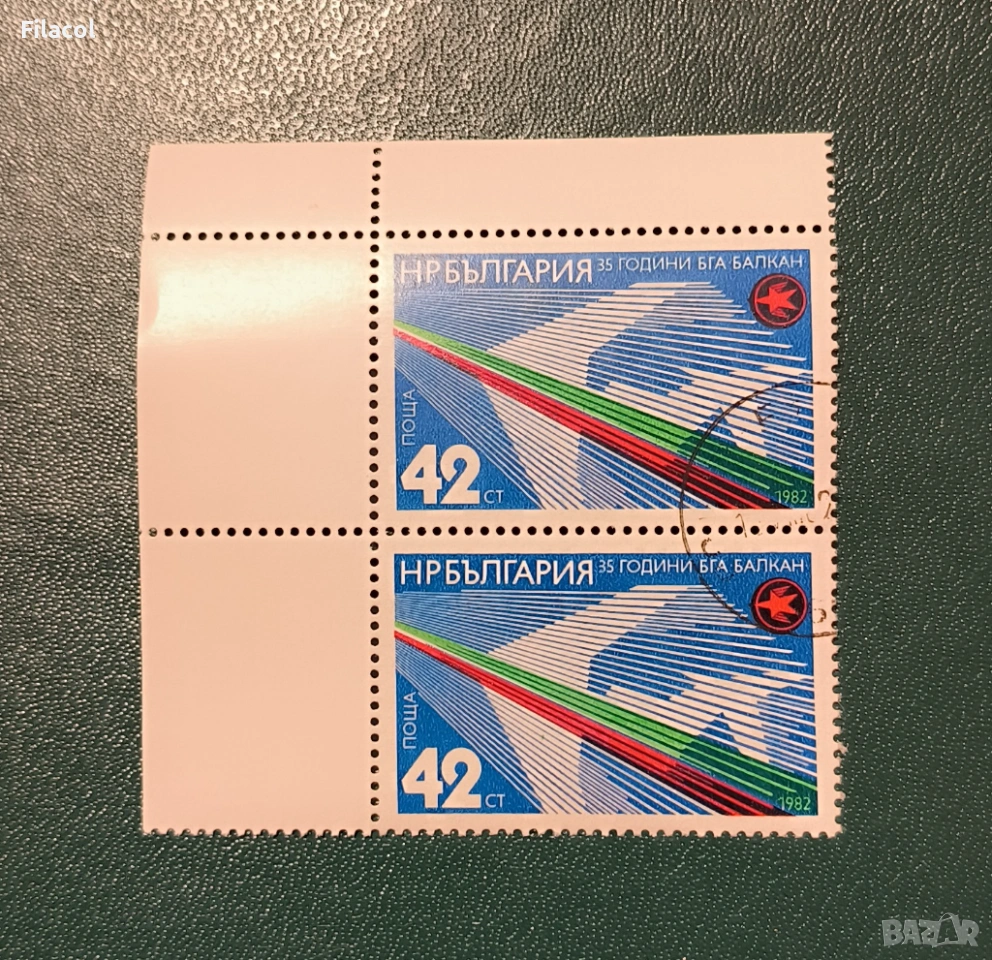 Filacol
НРБЪЛГАРИЯ 35 ГОДИНИ БГА БАЛКАН
ПОЩА
42 СТ
1982
НРБЪЛГАРИЯ 35 ГОДИНИ БГА БАЛКАН
ПОЩА
42 СТ
1982
BAZAR